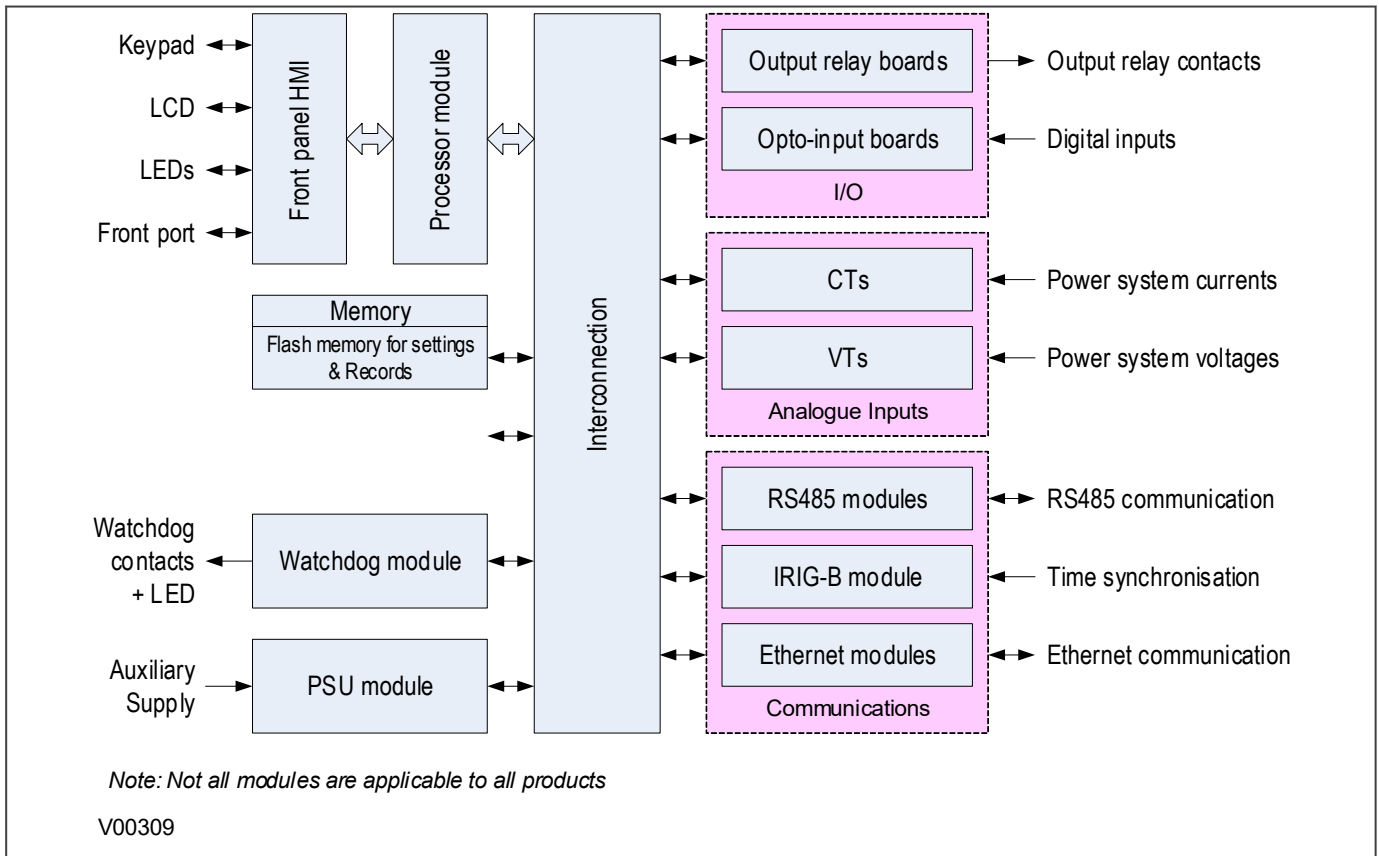 Keypad
LCD
LEDs
Front port
Front panel HMI
Processor module
Memory
Flash memory for settings
& Records
Watchdog
contacts
+ LED
Watchdog module
Auxiliary
Supply
PSU module
Interconnection
Output relay boards
Output relay contacts
Opto-input boards
Digital inputs
I/O
CTs
Power system currents
VTs
Power system voltages
Analogue Inputs
RS485 modules
RS485 communication
IRIG-B module
Time synchronisation
Ethernet modules
Ethernet communication
Communications
Note: Not all modules are applicable to all products
V00309